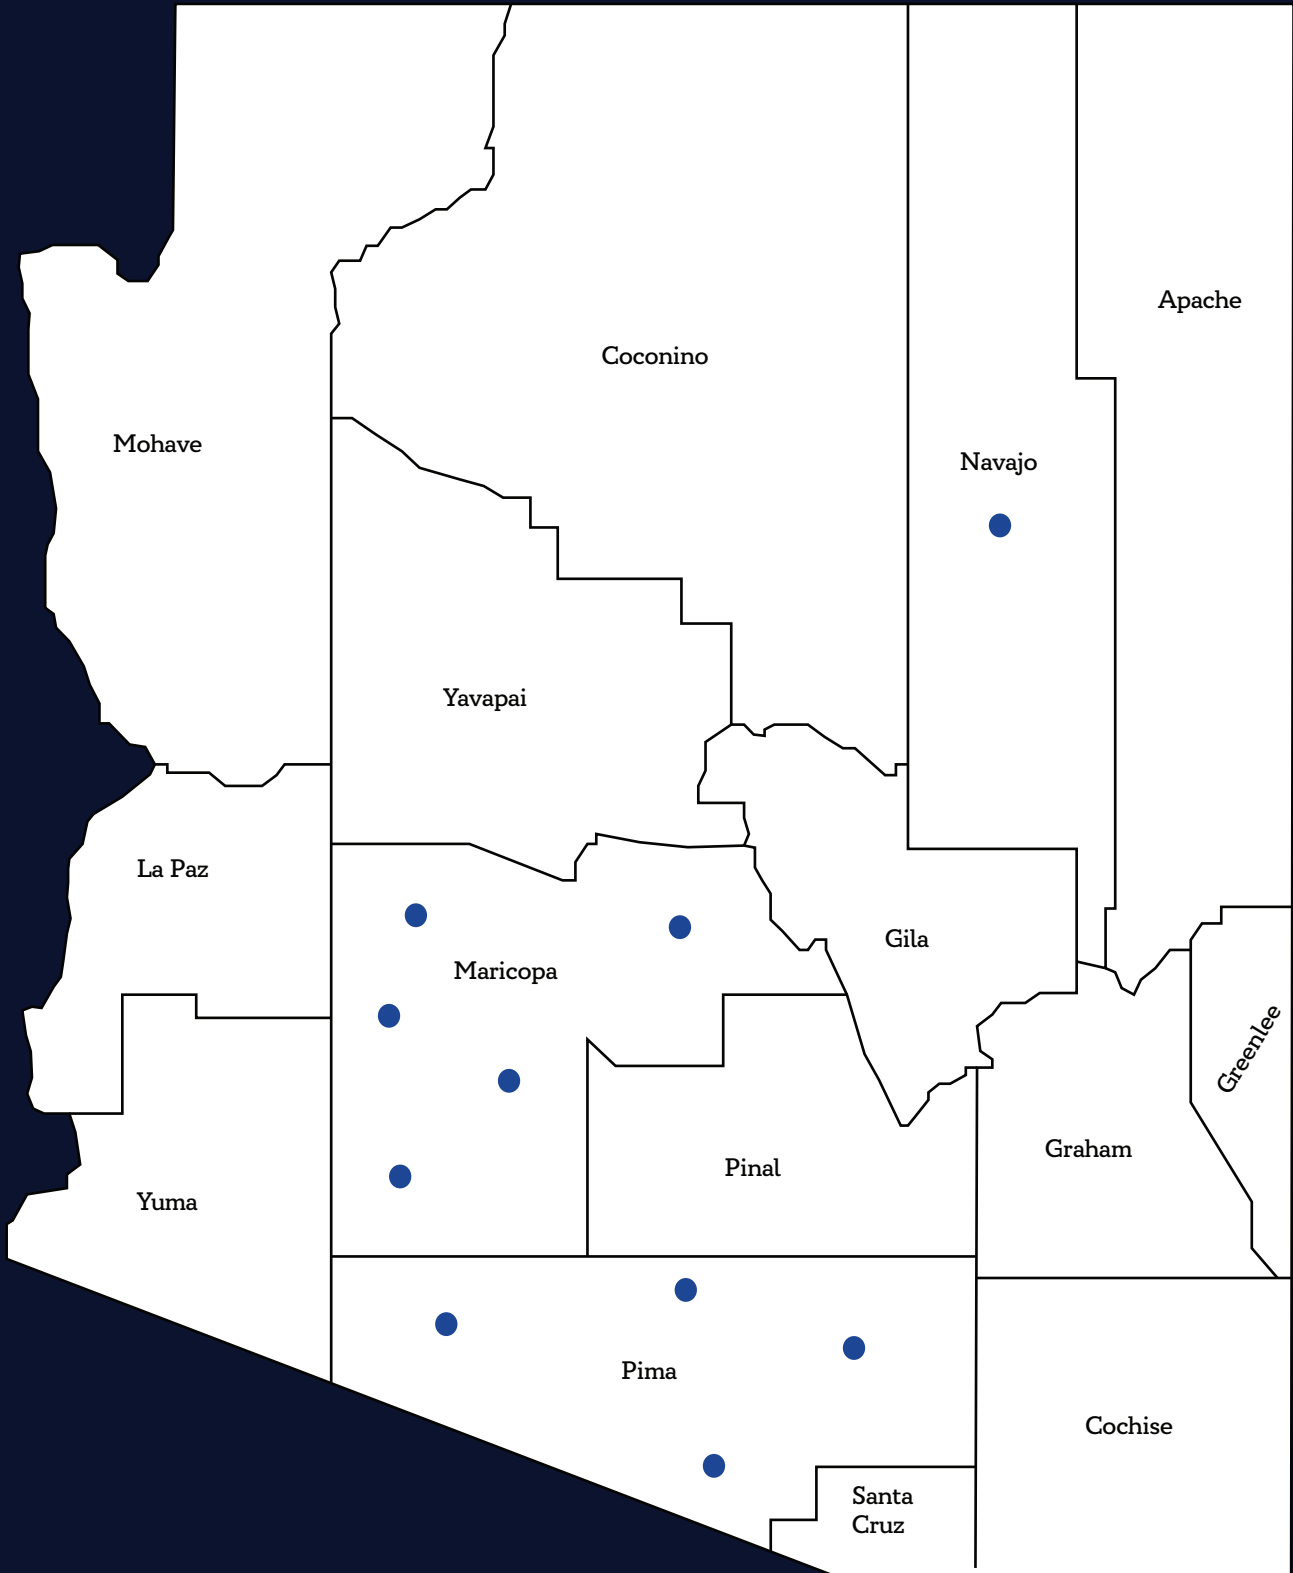 Apache
Coconino
Mohave
Navajo
Yavapai
La Paz
Gila
Maricopa
Greenlee
Graham
Pinal
Yuma
Pima
Cochise
Santa
Cruz